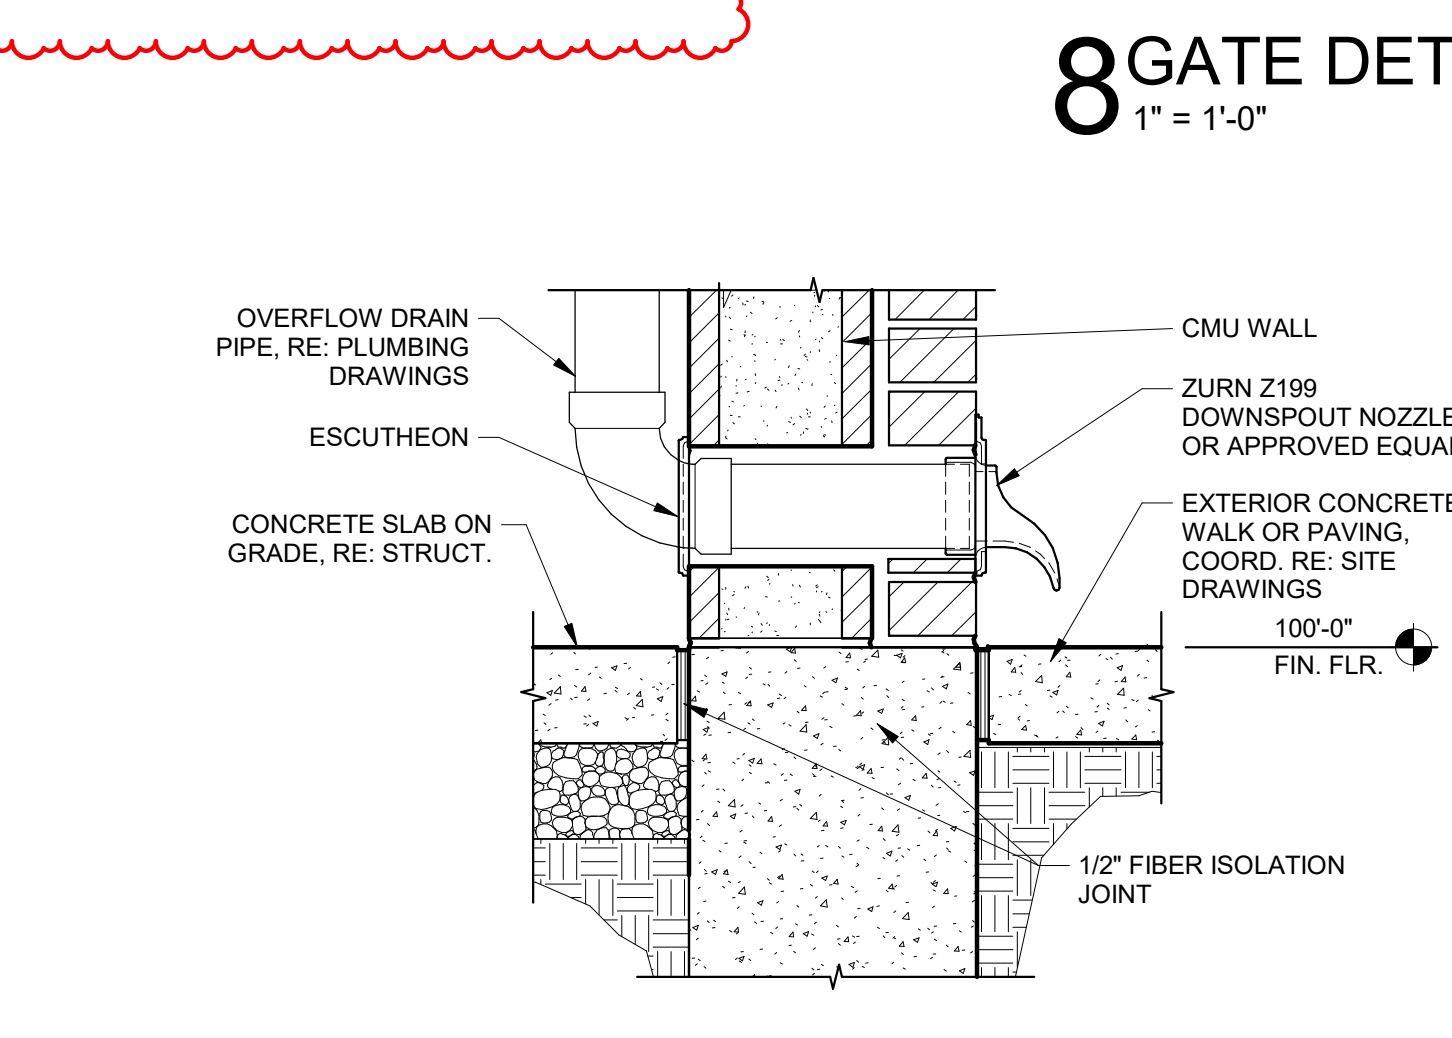 8 GATE DET
1" = 1'-0"
OVERFLOW DRAIN
PIPE, RE: PLUMBING
DRAWINGS
ESCUTHEON
CONCRETE SLAB ON
GRADE, RE: STRUCT.
CMU WALL
ZURN Z199
DOWNSPOUT NOZZLE
OR APPROVED EQUAL
EXTERIOR CONCRETE
WALK OR PAVING,
COORD. RE: SITE
DRAWINGS
100'-0"
FIN. FLR.
1/2" FIBER ISOLATION
JOINT